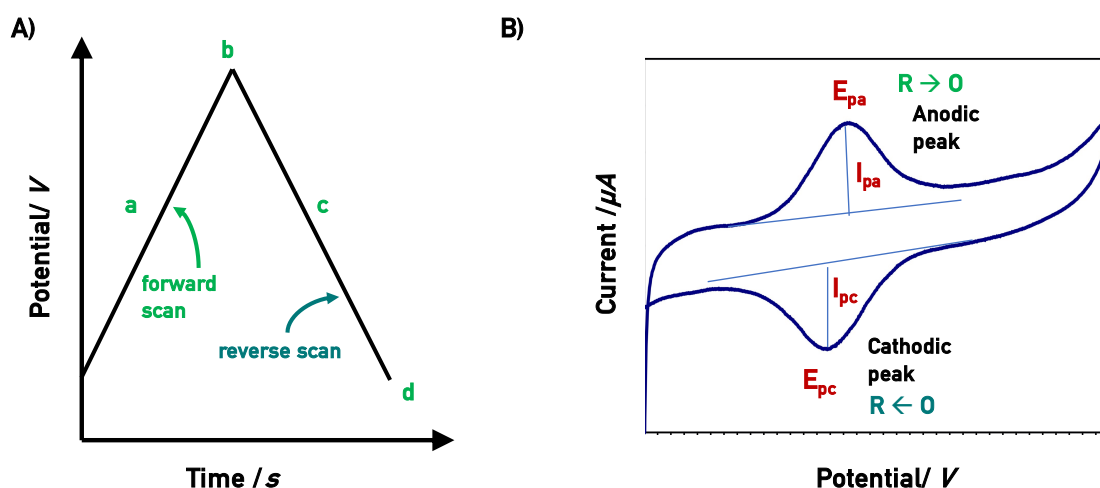 A)
b
a
c
forward
scan
reverse scan
d
Potential/ V
Time /s
B)
Epa
R → O
Anodic
peak
Ipa
Ipc
Cathodic
peak
Epc
R ← O
Current /µA
Potential/ V